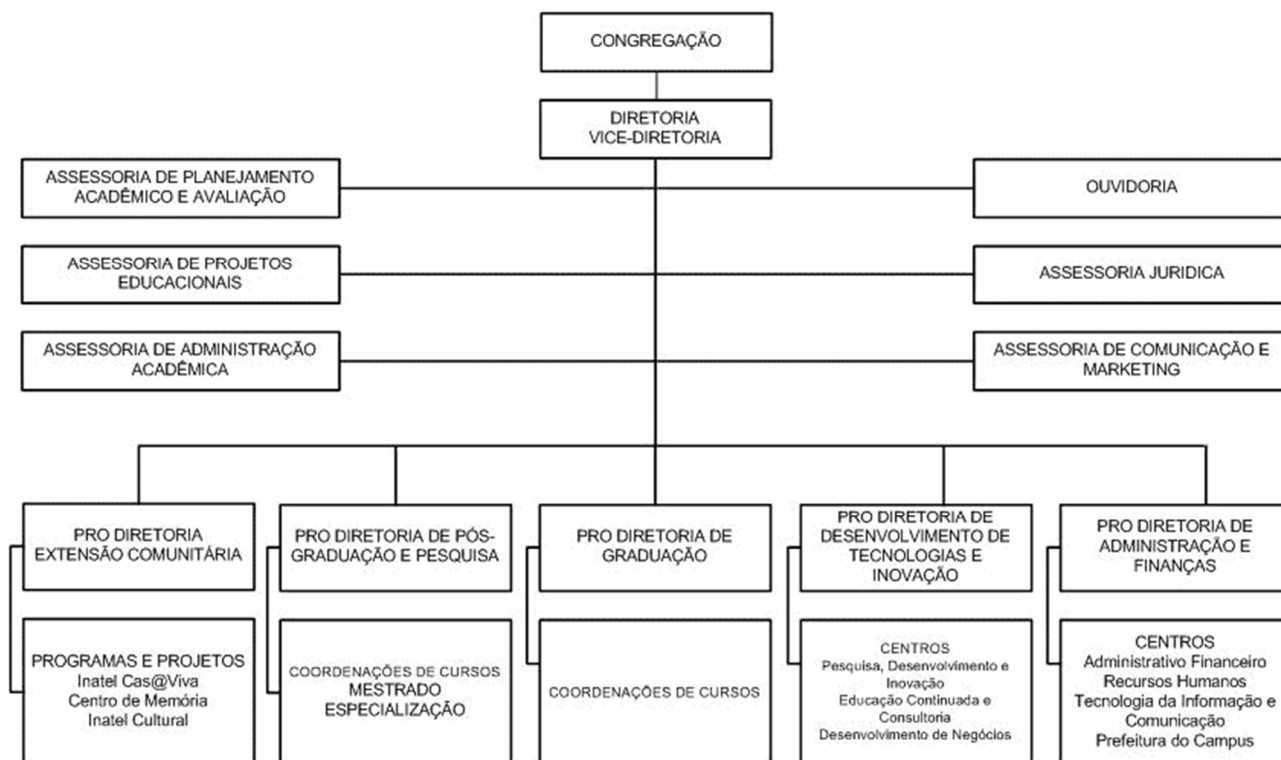 CONGREGAÇÃO
DIRETORIA
VICE-DIRETORIA
ASSESSORIA DE PLANEJAMENTO
ACADÊMICO E AVALIAÇÃO
OUVIDORIA
ASSESSORIA DE PROJETOS
EDUCACIONAIS
ASSESSORIA JURIDICA
ASSESSORIA DE ADMINISTRAÇÃO
ACADÊMICA
ASSESSORIA DE COMUNICAÇÃO E
MARKETING
PRO DIRETORIA
EXTENSÃO COMUNITÁRIA
PRO DIRETORIA DE PÓS-
GRADUAÇÃO E PESQUISA
PRO DIRETORIA DE
GRADUAÇÃO
PRO DIRETORIA DE
DESENVOLVIMENTO DE
TECNOLOGIAS E
INOVAÇÃO
PRO DIRETORIA DE
ADMINISTRAÇÃO E
FINANÇAS
PROGRAMAS E PROJETOS
Inatel Cas@Viva
Centro de Memória
Inatel Cultural
COORDENAÇÕES DE CURSOS
MESTRADO
ESPECIALIZAÇÃO
COORDENAÇÕES DE CURSOS
CENTROS
Pesquisa, Desenvolvimento e
Inovação
Educação Continuada e
Consultoria
Desenvolvimento de Negócios
CENTROS
Administrativo Financeiro
Recursos Humanos
Tecnologia da Informação e
Comunicação
Prefeitura do Campus